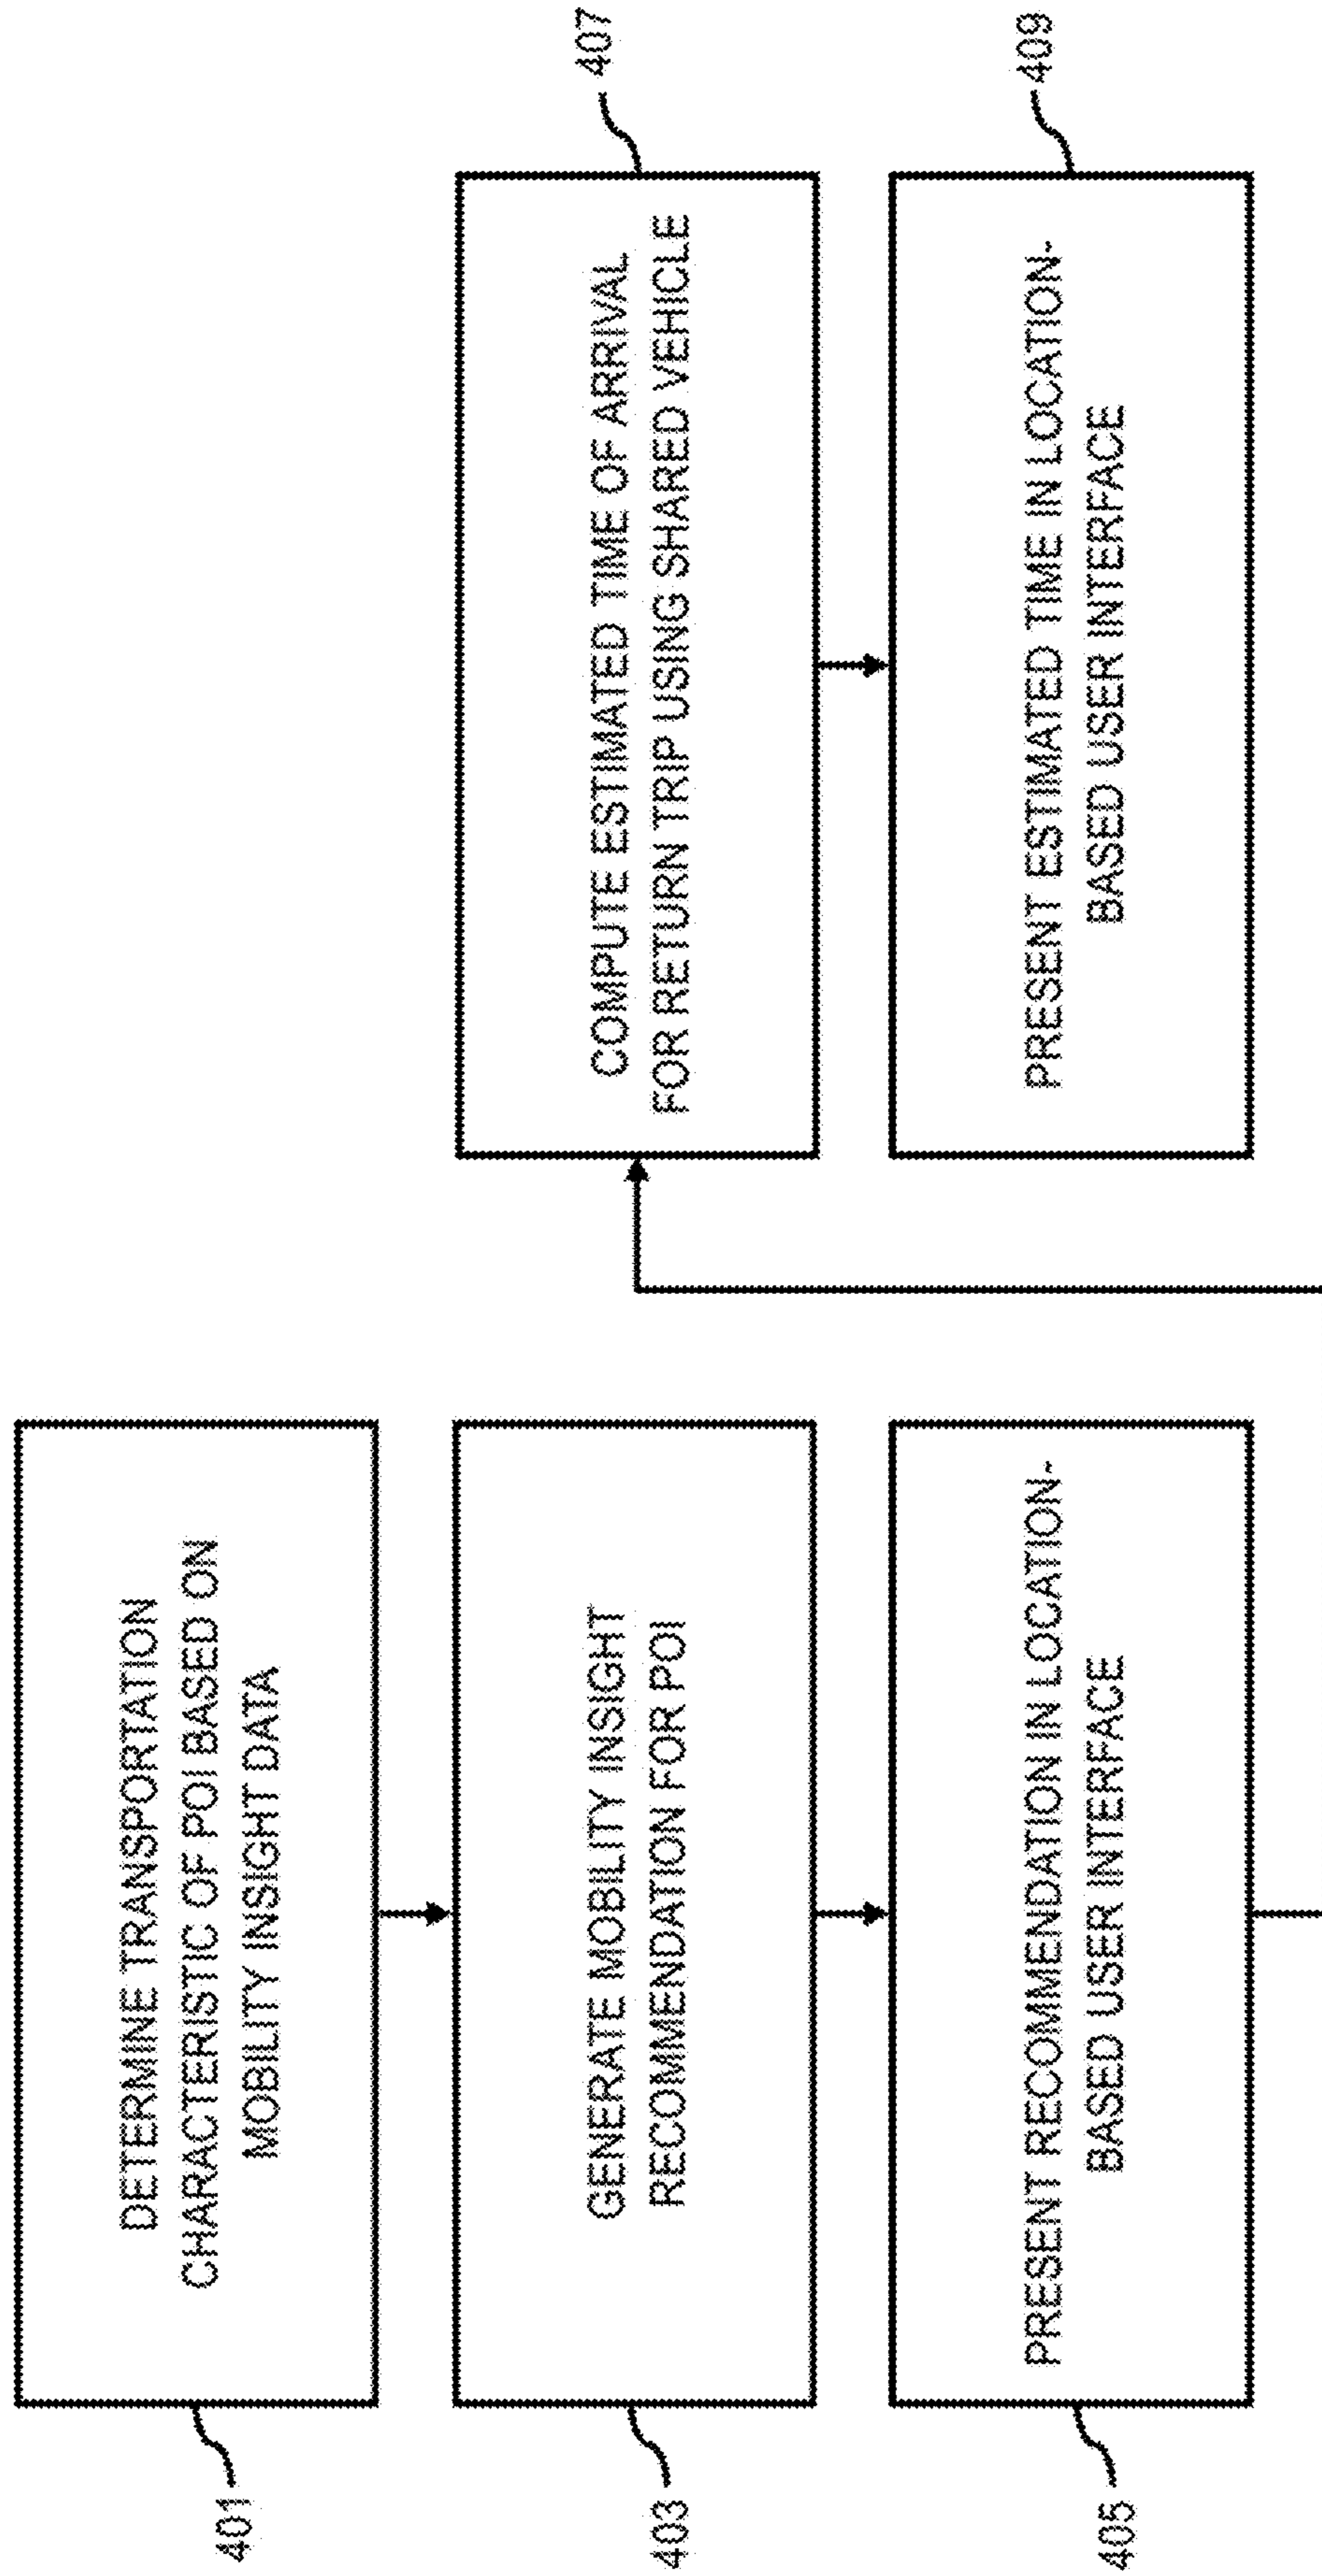 401
DETERMINE TRANSPORTATION
CHARACTERISTIC OF POI BASED ON
MOBILITY INSIGHT DATA
403
GENERATE MOBILITY INSIGHT
RECOMMENDATION FOR POI
405
PRESENT RECOMMENDATION IN LOCATION-
BASED USER INTERFACE
407
COMPUTE ESTIMATED TIME OF ARRIVAL
FOR RETURN TRIP USING SHARED VEHICLE
409
PRESENT ESTIMATED TIME IN LOCATION-
BASED USER INTERFACE